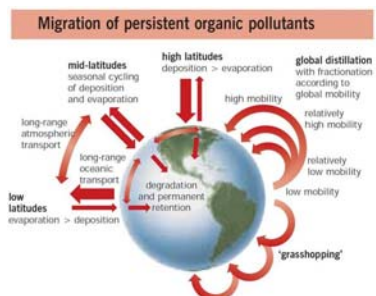 Migration of persistent organic pollutants
mid-latitudes
seasonal cycling
of deposition
and evaporation
high latitudes
deposition > evaporation
global distillation
with fractionation
according to
global mobility
high mobility
relatively
high mobility
long-range
atmospheric
transport
long-range
oceanic
transport
degradation
and permanent
retention
relatively
low mobility
low mobility
low
latitudes
evaporation > deposition
'grasshopping'